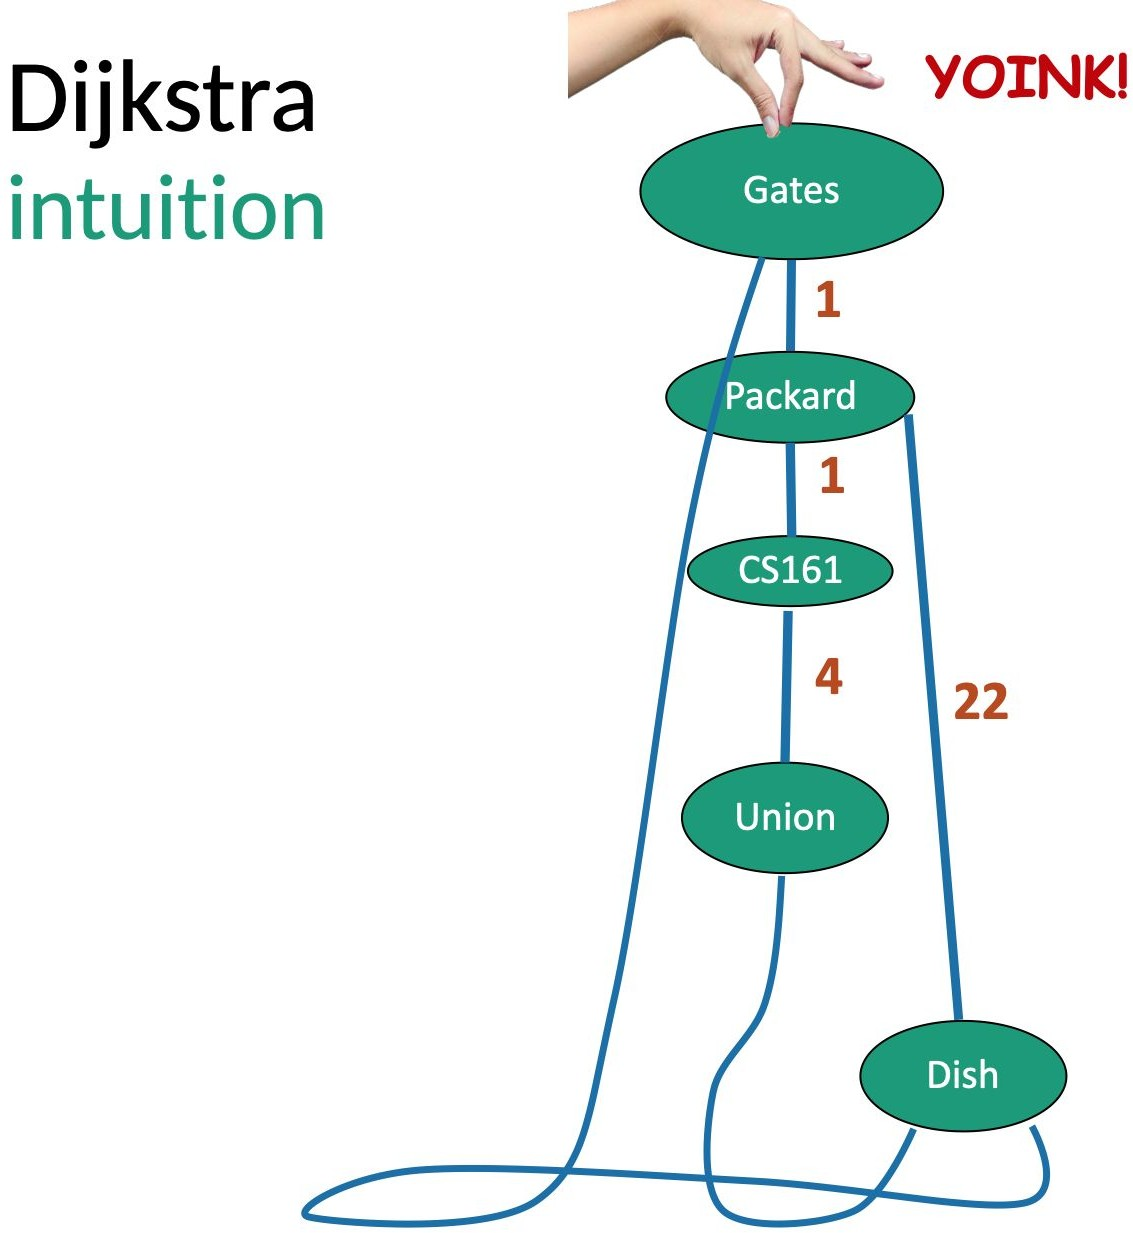 Dijkstra
intuition
YOINK!
Gates
1
Packard
1
CS161
4
22
Union
Dish